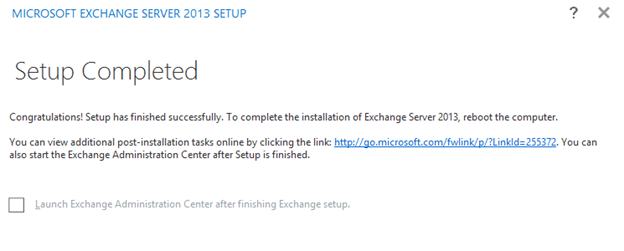 MICROSOFT EXCHANGE SERVER 2013 SETUP ? ×
Setup Completed
Congratulations! Setup has finished successfully. To complete the installation of Exchange Server 2013, reboot the computer.
You can view additional post-installation tasks online by clicking the link: http://go.microsoft.com/fwlink/p/?LinkId=255372. You can
also start the Exchange Administration Center after Setup is finished.
Launch Exchange Administration Center after finishing Exchange setup.